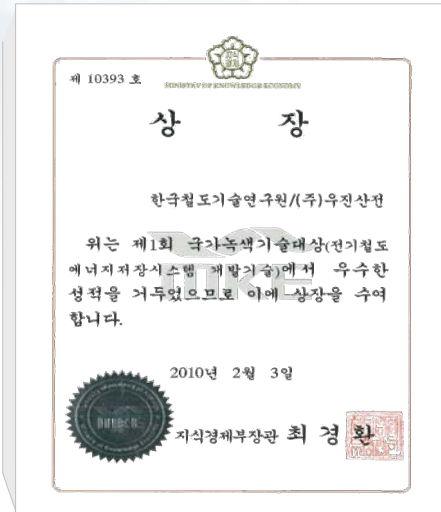 제 10393 호
MINISTRY OF KNOWLEDGE ECONOMY
상 장
한국철도기술연구원/(주)우진산전
위는 제1회 국가녹색기술대상(전기철도
에너지저장시스템 개발기술)에서 우수한
성적을 거두었으므로 이에 상장을 수여
합니다.
MKE
2010년 2월 3일
지식경제부장관 최 경 환